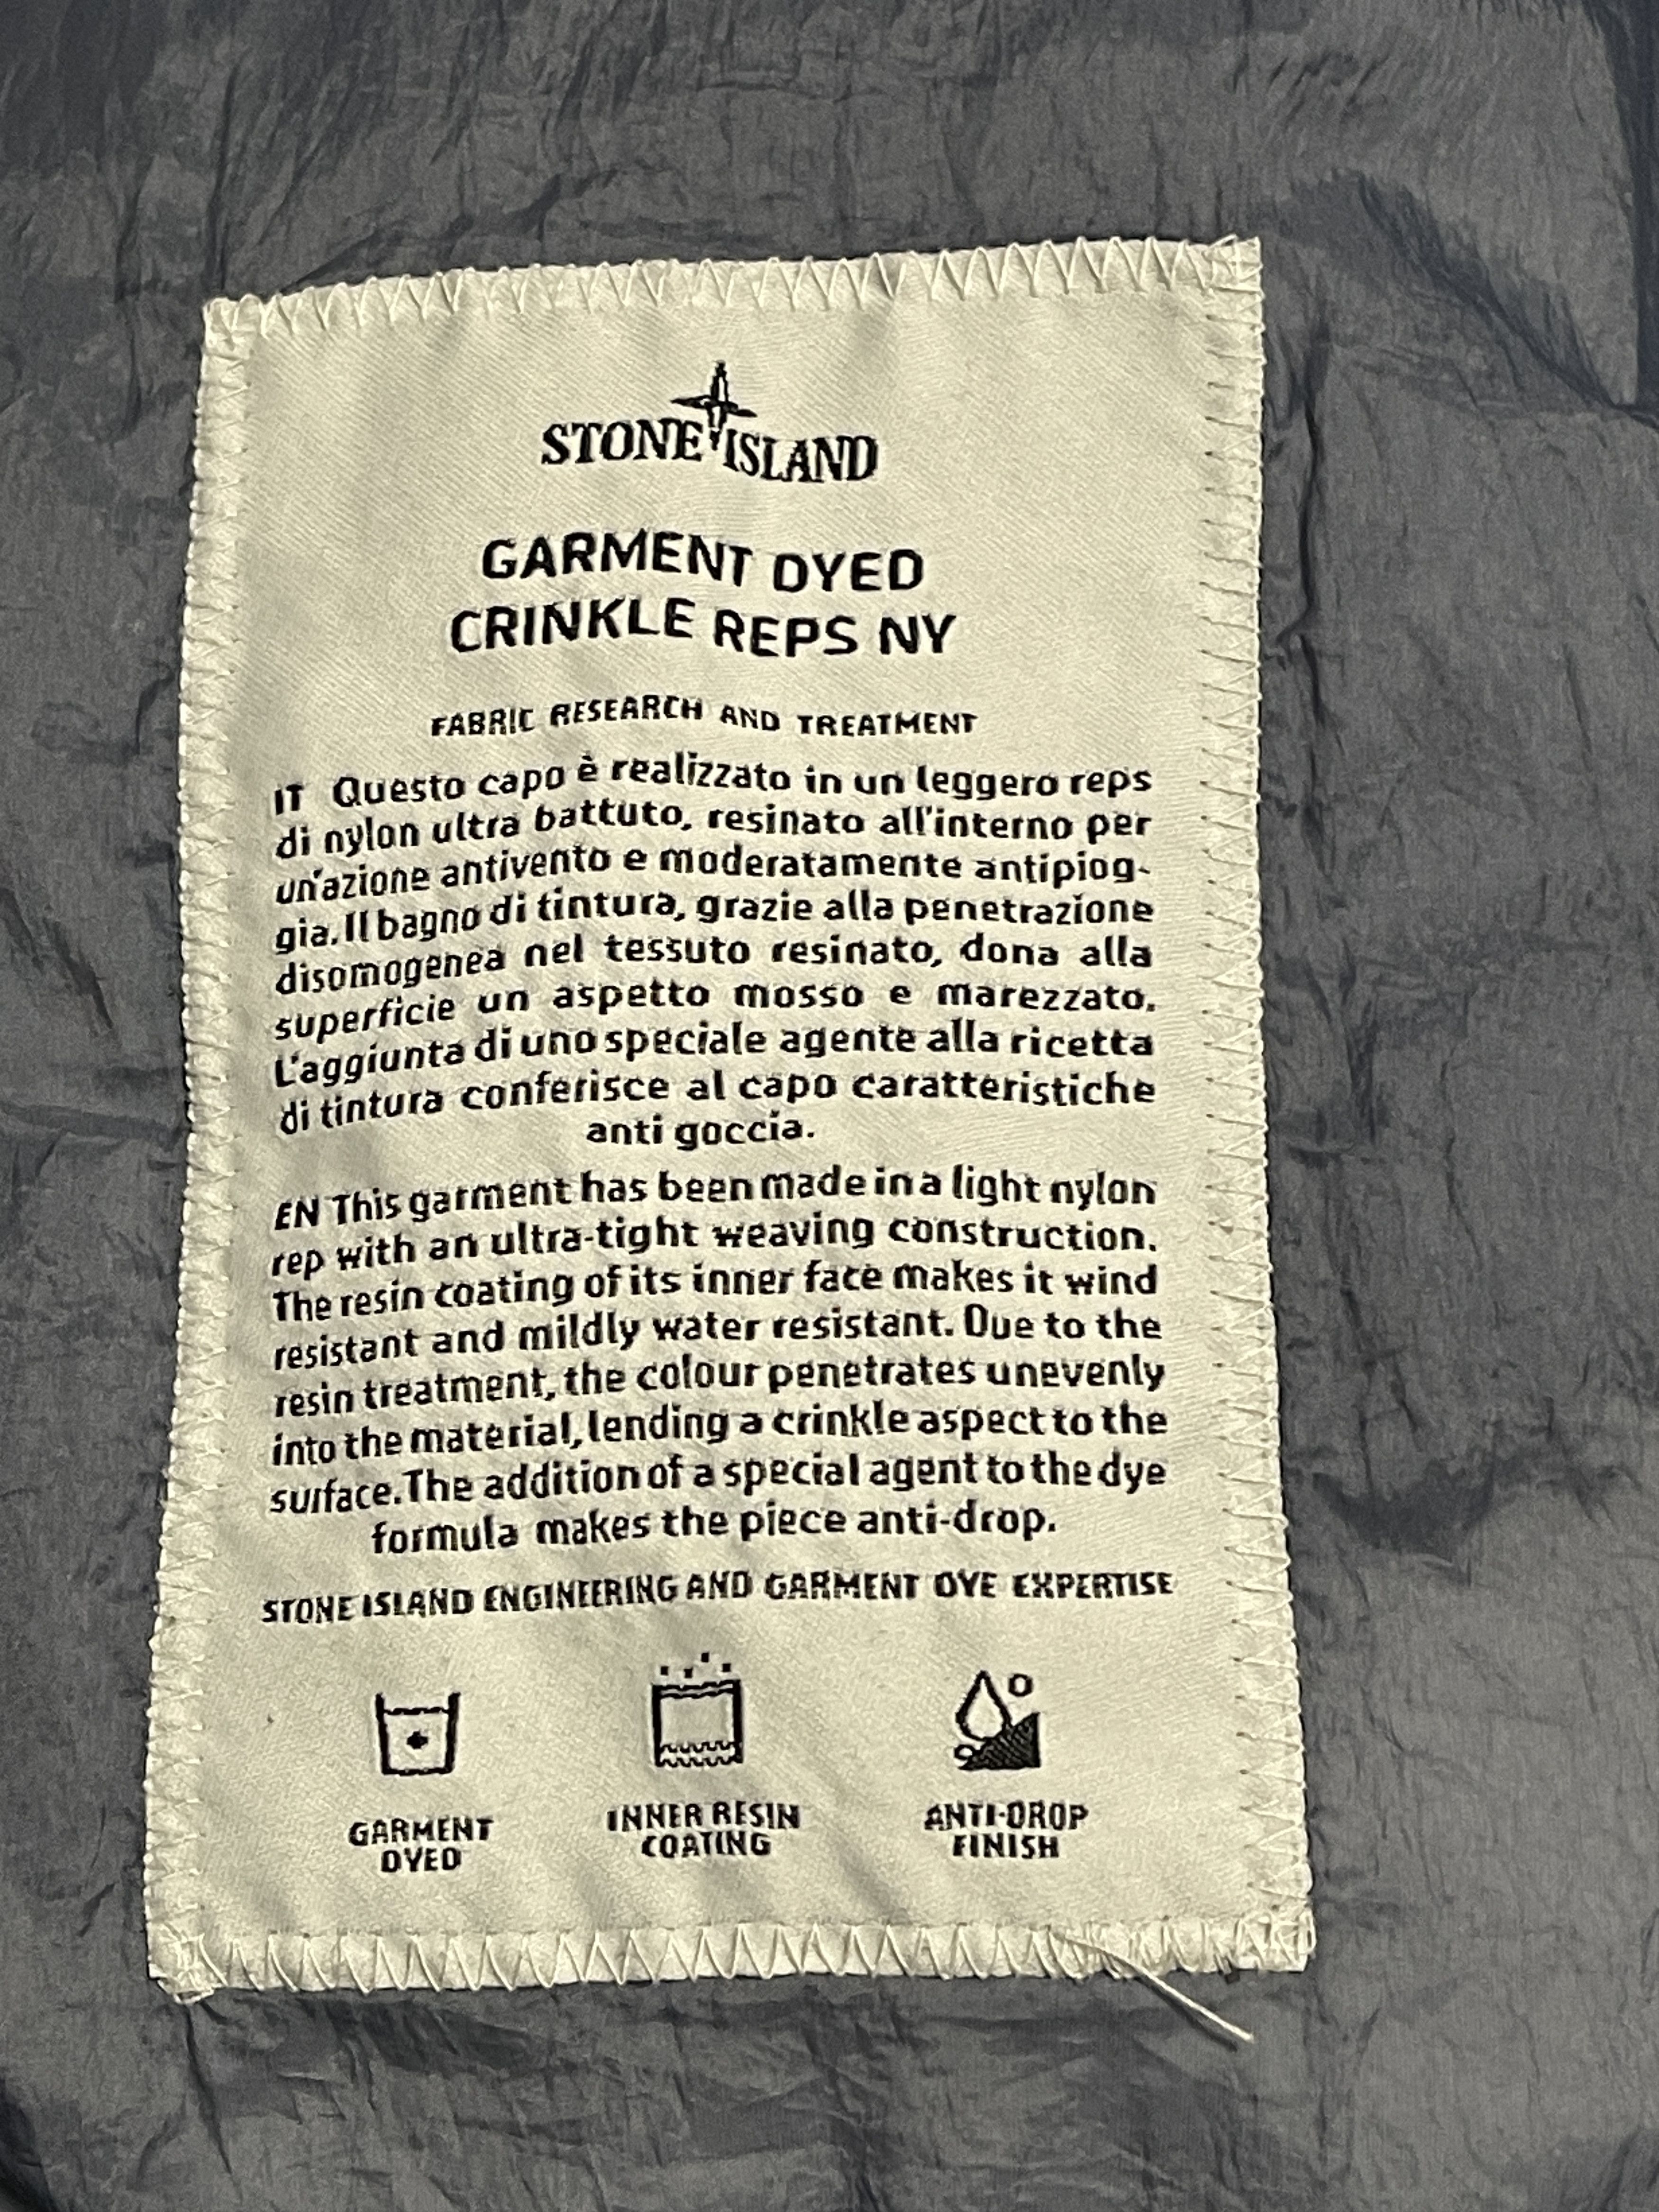 STONE ISLAND
GARMENT DYED
CRINKLE REPS NY
FABRIC RESEARCH AND TREATMENT
IT Questo capo è realizzato in un leggero reps
di nylon ultra battuto, resinato all'interno per
un'azione antivento e moderatamente antipiog-
gia. Il bagno di tintura, grazie alla penetrazione
disomogenea nel tessuto resinato, dona alla
superficie un aspetto mosso e marezzato.
L'aggiunta di uno speciale agente alla ricetta
di tintura conferisce al capo caratteristiche
anti goccia.
EN This garment has been made in a light nylon
rep with an ultra-tight weaving construction.
The resin coating of its inner face makes it wind
resistant and mildly water resistant. Due to the
resin treatment, the colour penetrates unevenly
into the material, lending a crinkle aspect to the
surface. The addition of a special agent to the dye
formula makes the piece anti-drop.
STONE ISLAND ENGINEERING AND GARMENT DYE EXPERTISE
GARMENT
DYED
INNER RESIN
COATING
ANTI-DROP
FINISH